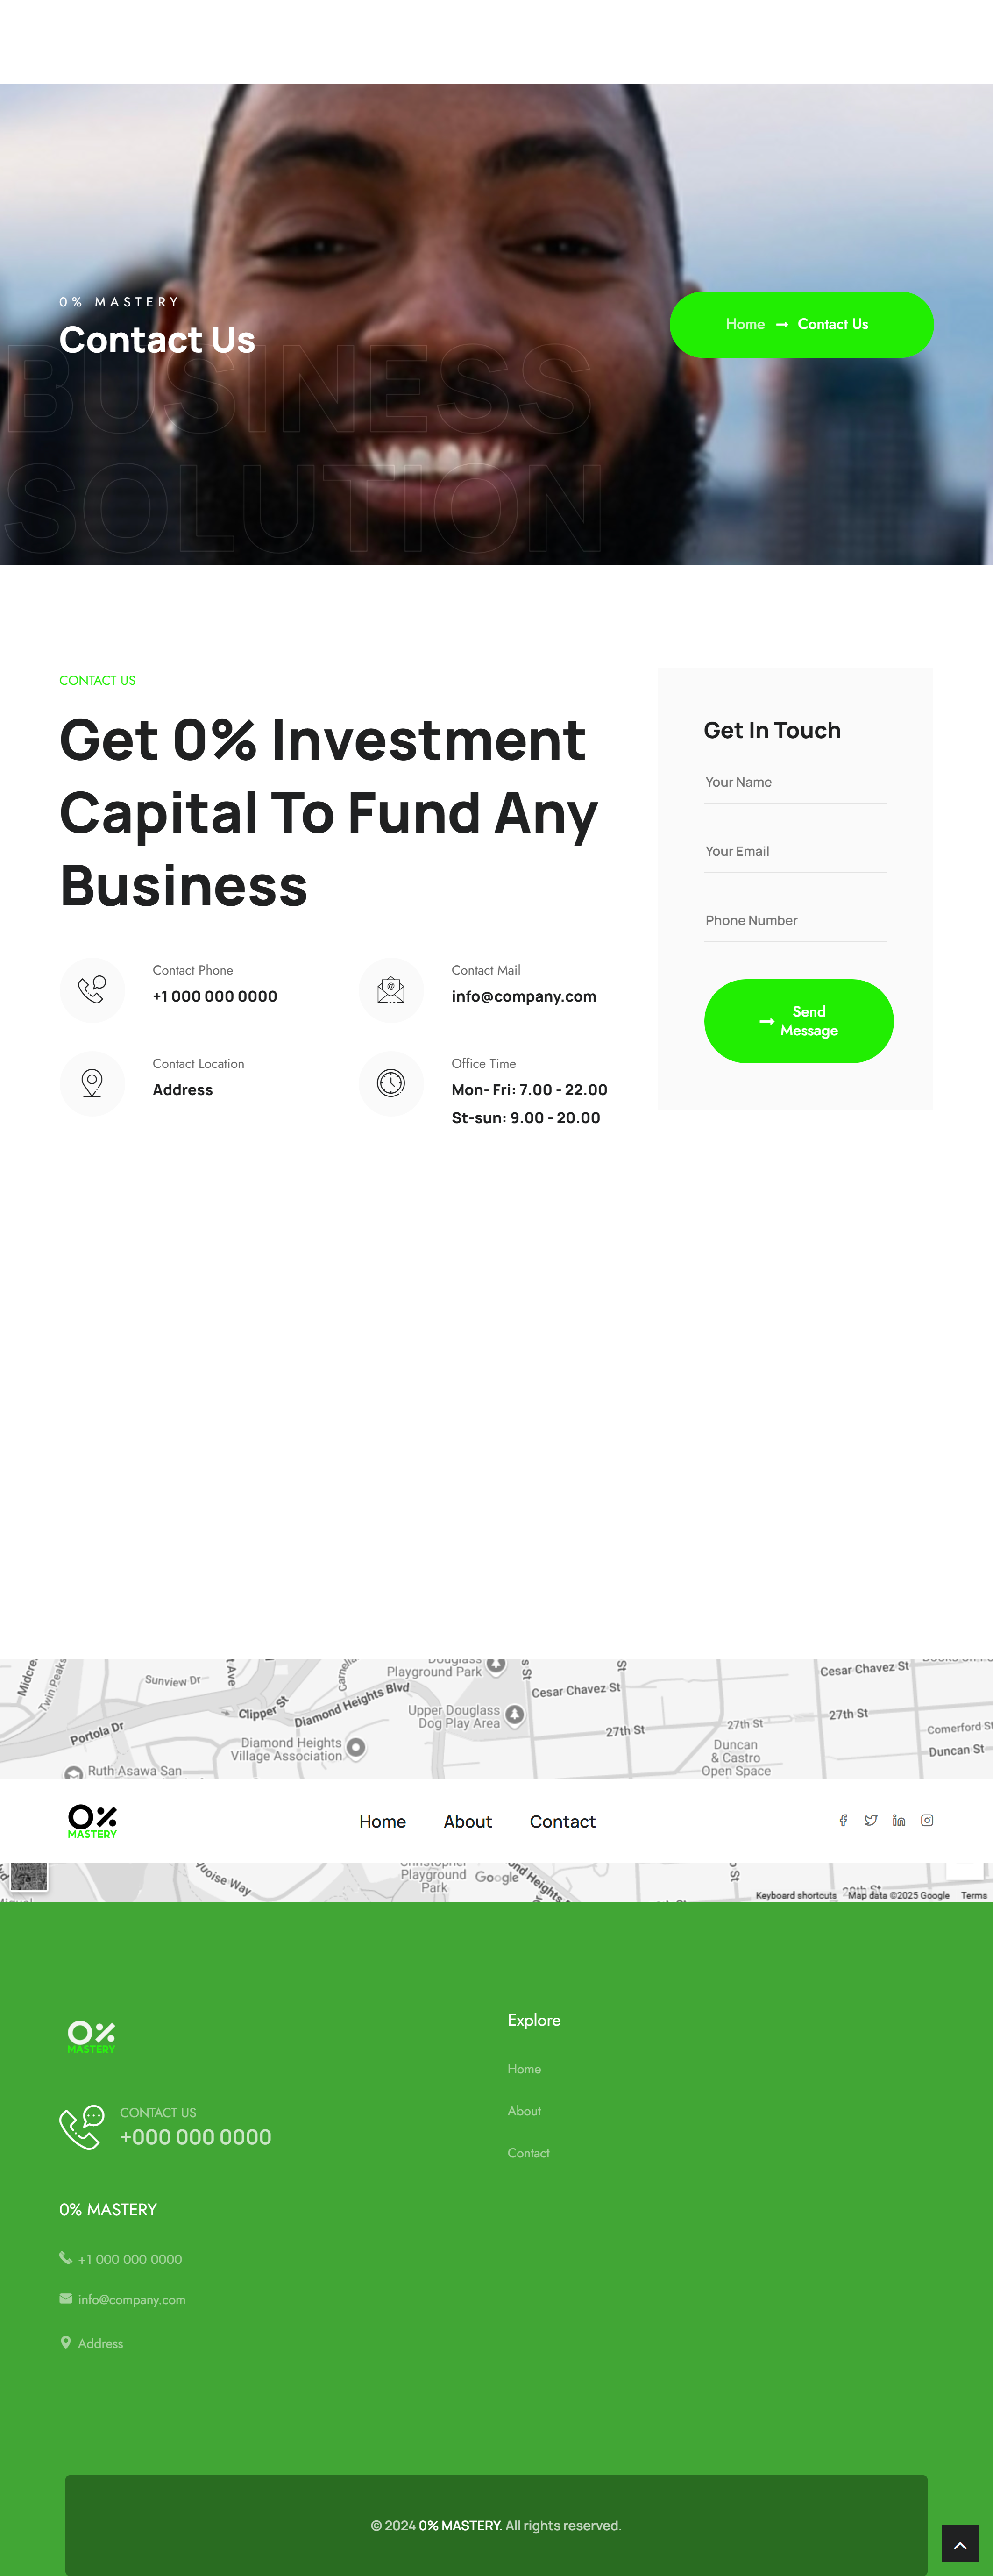 0% MASTERY
Contact Us
Home
Contact Us
BUSINESS
SOLUTION
CONTACT US
Get 0% Investment
Capital To Fund Any
Business
Contact Phone
+1 000 000 0000
Contact Mail
info@company.com
Contact Location
Address
Office Time
Mon- Fri: 7.00 - 22.00
St-sun: 9.00 - 20.00
Get In Touch
Your Name
Your Email
Phone Number
Send
Message
Twin Peaks
Sunview Dr
Portola Dr
Clipper St
Diamond Heights Blvd
Playground Park
Upper Douglass
Dog Play Area
Diamond Heights
Village Association
Ruth Asawa San
Cesar Chavez St
27th St
27th St
Duncan
& Castro
Open Space
Cesar Chavez St
27th St
Comerford St
Duncan St
0%
MASTERY
Home
About
Contact
Playground
Park
Google
Keyboard shortcuts
Map data ©2025 Google
Terms
0%
MASTERY
CONTACT US
+000 000 0000
0% MASTERY
+1 000 000 0000
info@company.com
Address
Explore
Home
About
Contact
© 2024 0% MASTERY. All rights reserved.